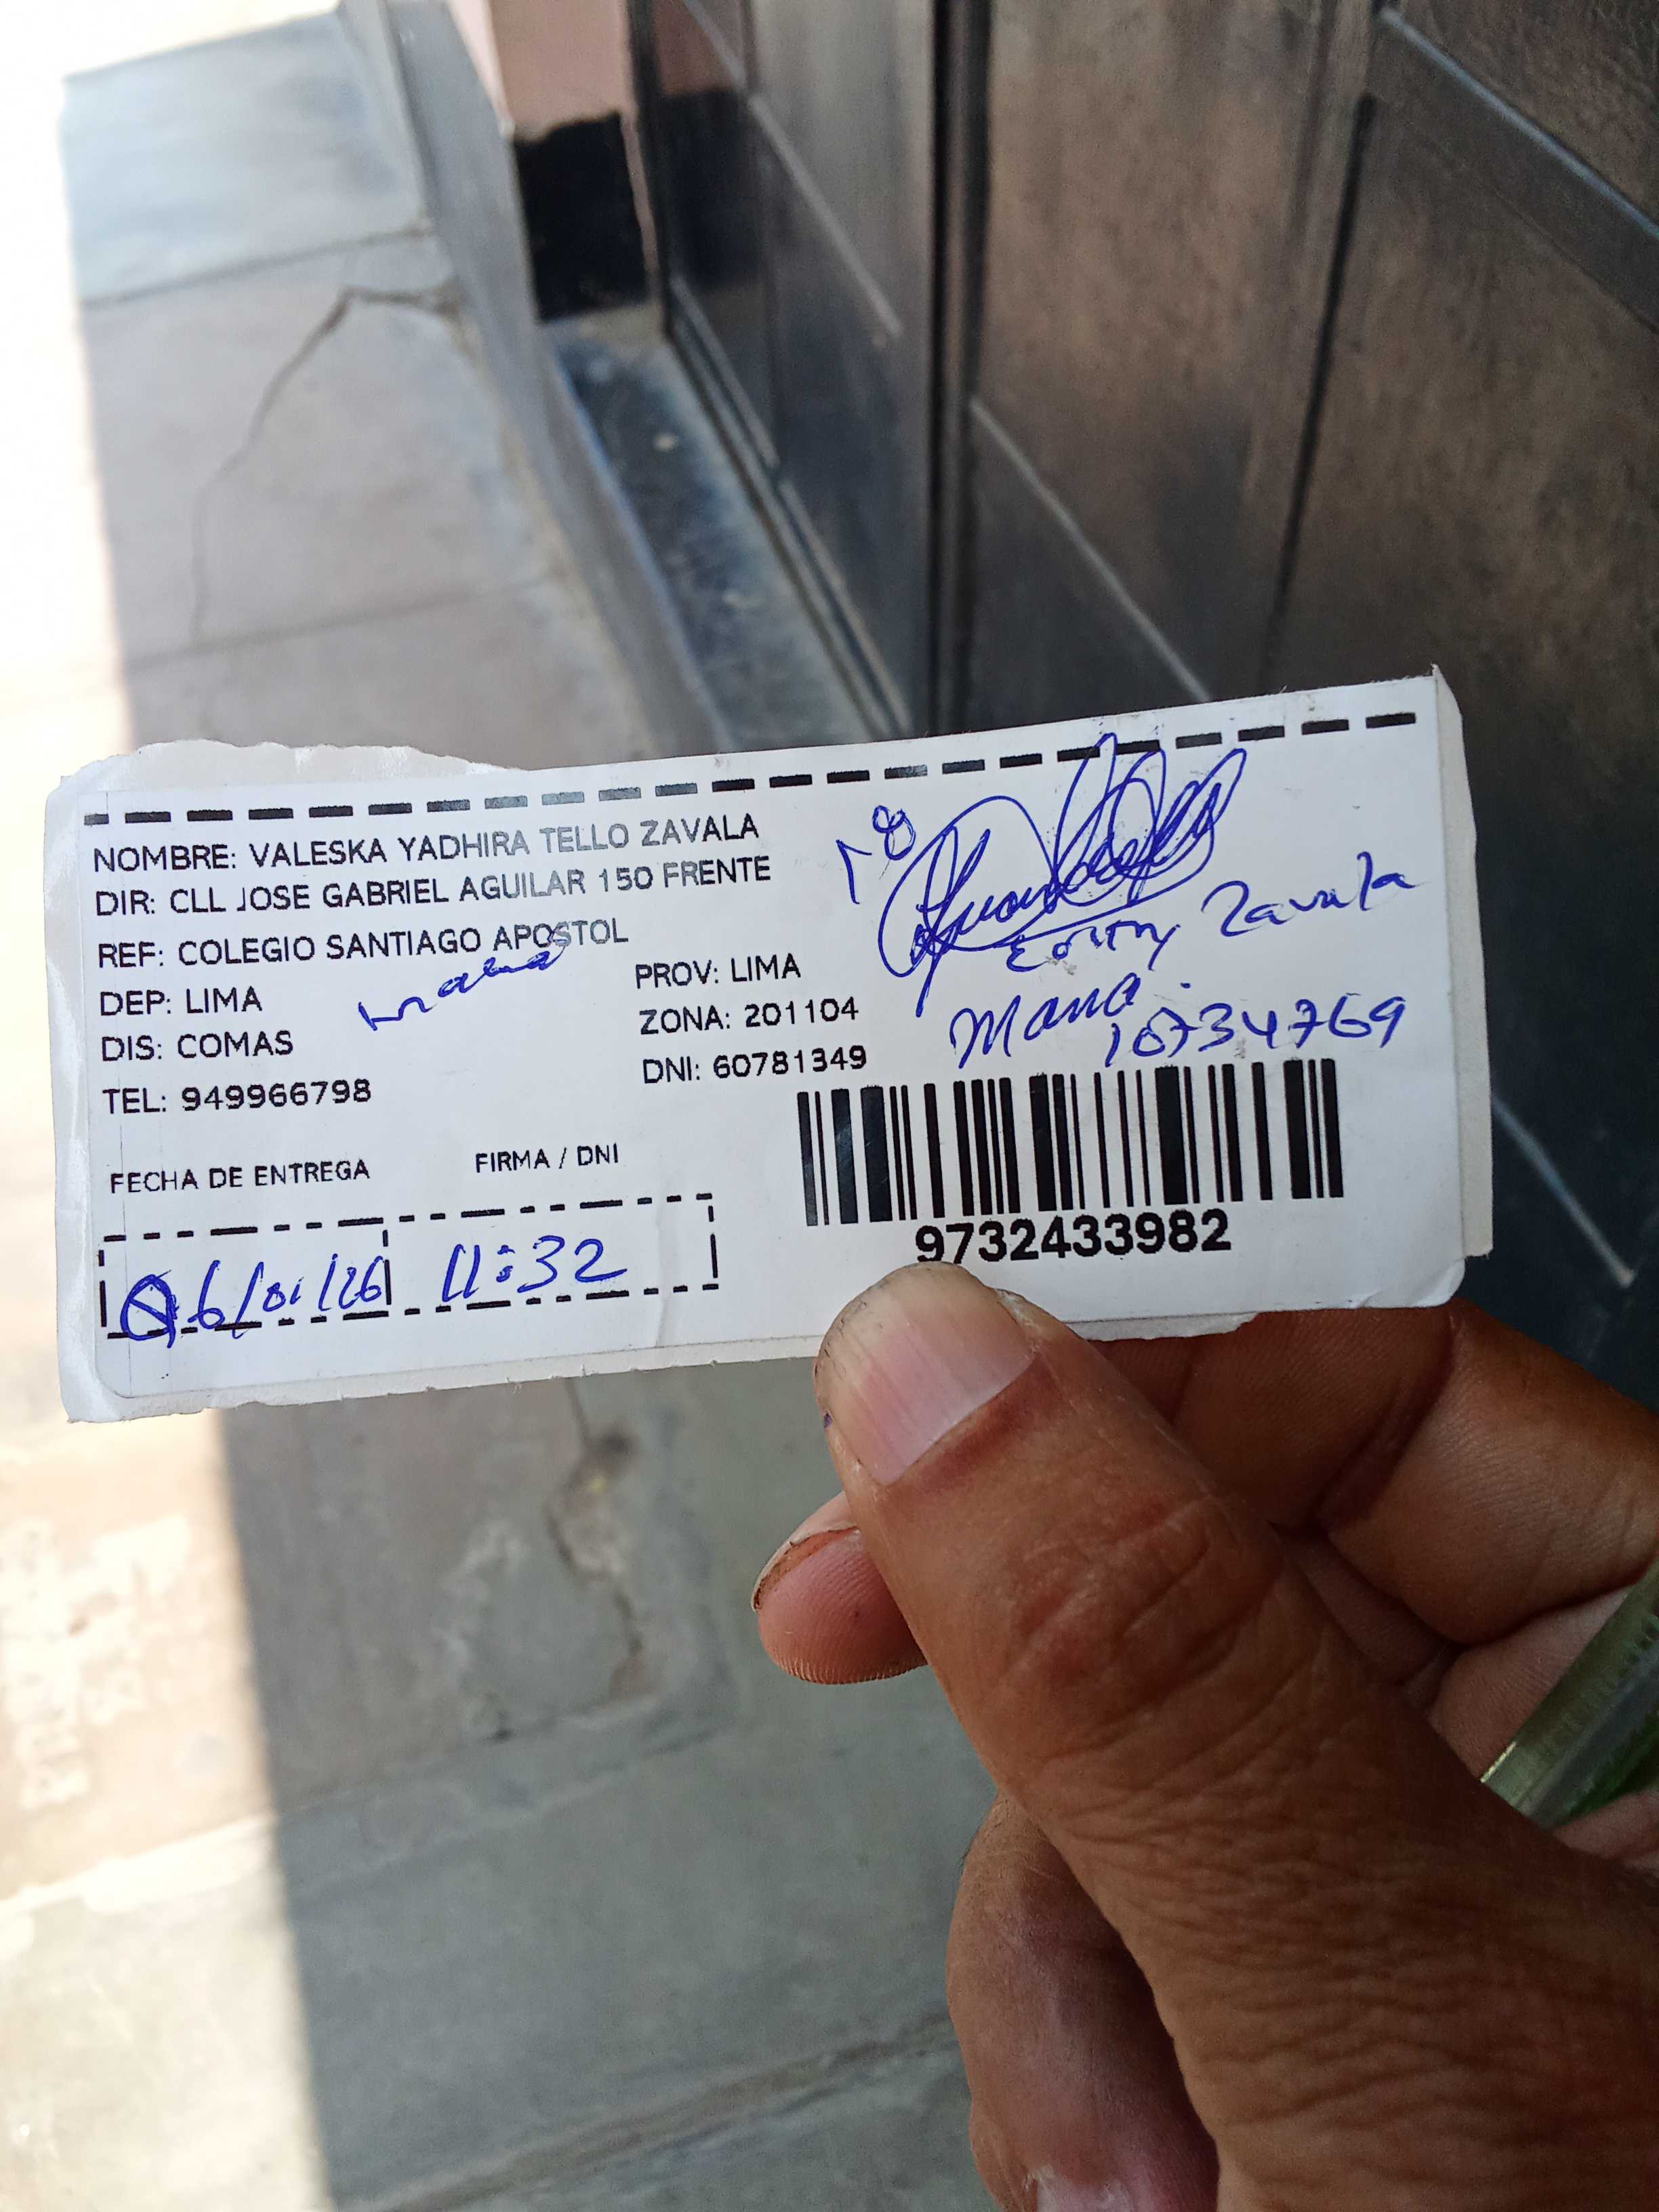 NOMBRE: VALESKA YADHIRA TELLO ZAVALA
DIR: CLL JOSE GABRIEL AGUILAR 150 FRENTE
REF: COLEGIO SANTIAGO APOSTOL
DEP: LIMA
PROV: LIMA
DIS: COMAS
ZONA: 201104
TEL: 949966798
DNI: 60781349
Zavala
Mama.
10734769
FECHA DE ENTREGA
FIRMA / DNI
06/01/26
11:32
9732433982